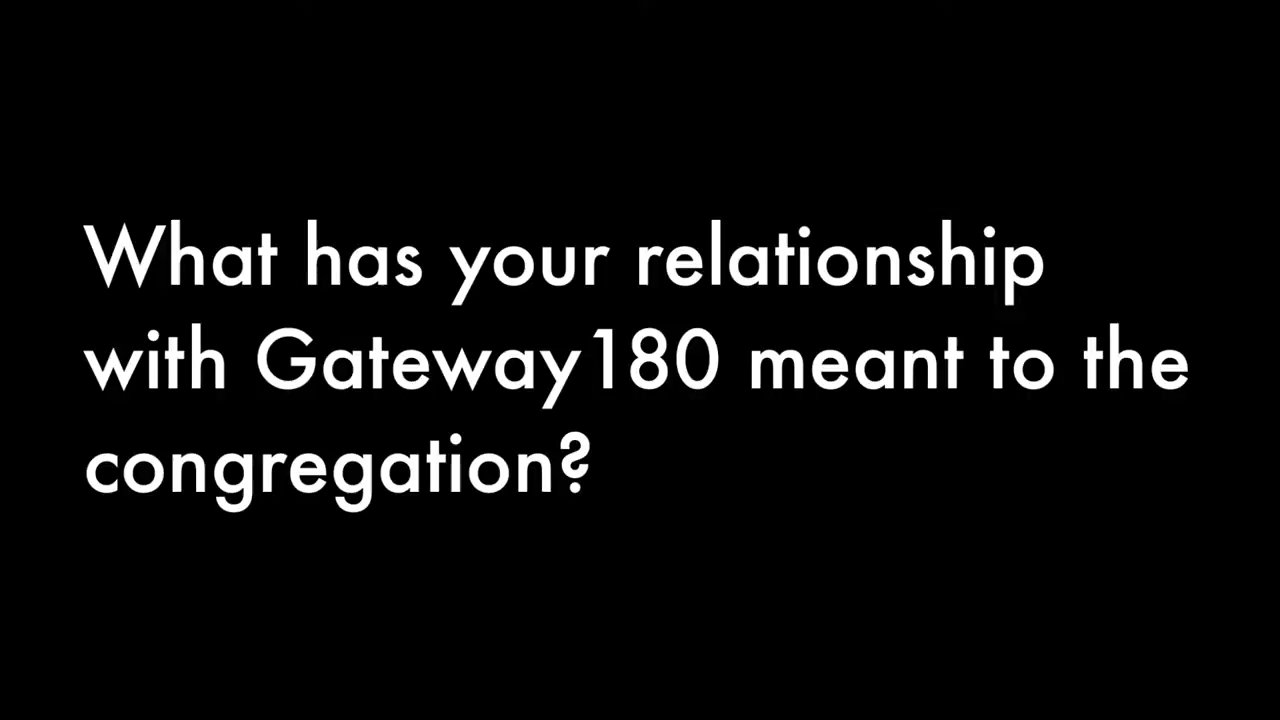 What has your relationship
with Gateway180 meant to the
congregation?